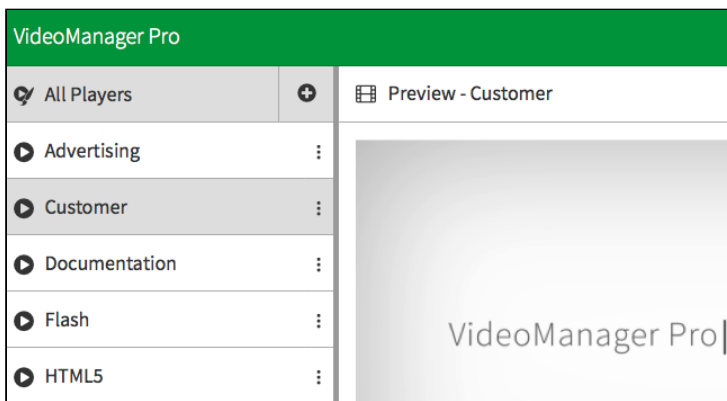 VideoManager Pro
All Players
Preview - Customer
Advertising
Customer
Documentation
Flash
HTML5
VideoManager Pro